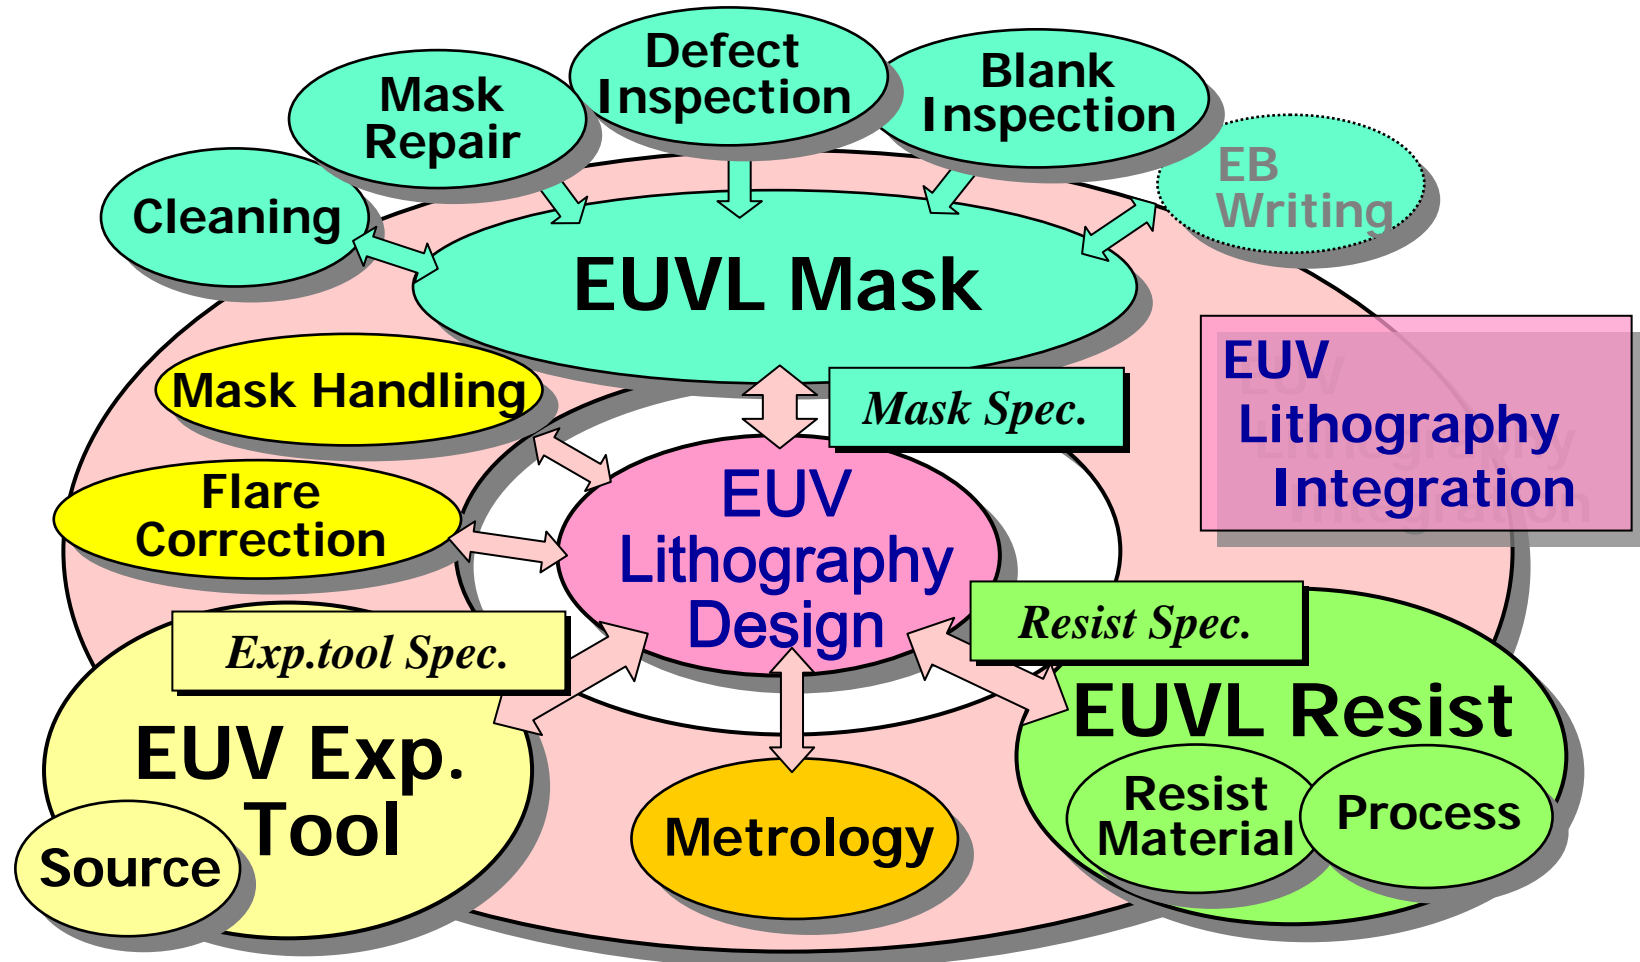 Defect
Inspection
Blank
Inspection
Mask
Repair
EB
Writing
Cleaning
EUVL Mask
EUV
Lithography
Integration
Mask Handling
Mask Spec.
Flare
Correction
EUV
Lithography
Design
Exp.tool Spec.
Resist Spec.
EUV Exp.
Tool
Source
EUVL Resist
Resist
Material
Process
Metrology